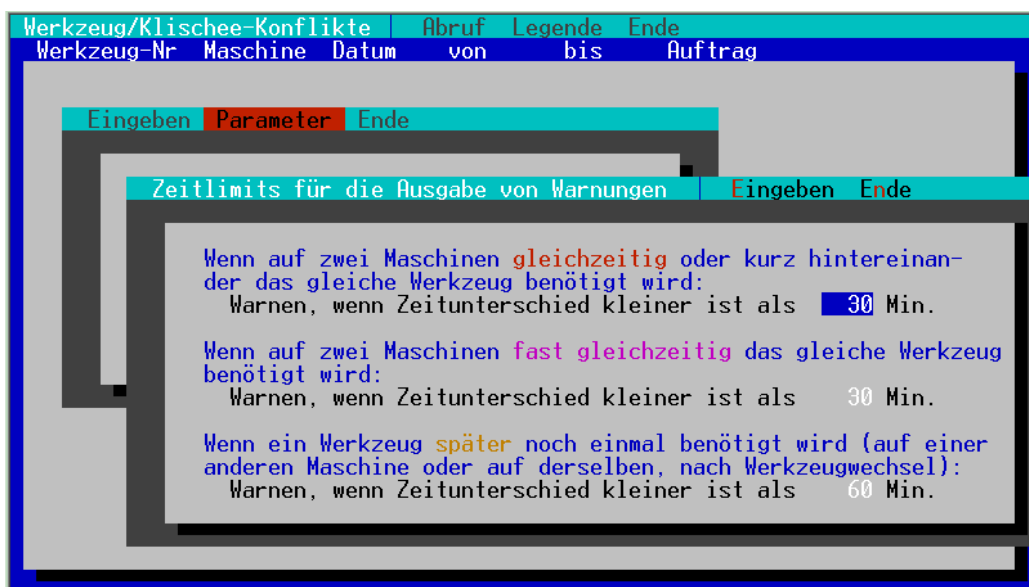 Werkzeug/Klischee-Konflikte Abruf Legende Ende
Werkzeug-Nr Maschine Datum von bis Auftrag
Eingeben Parameter Ende
Zeitlimits für die Ausgabe von Warnungen Eingeben Ende
Wenn auf zwei Maschinen gleichzeitig oder kurz hintereinan-
der das gleiche Werkzeug benötigt wird:
Warnen, wenn Zeitunterschied kleiner ist als 30 Min.
Wenn auf zwei Maschinen fast gleichzeitig das gleiche Werkzeug
benötigt wird:
Warnen, wenn Zeitunterschied kleiner ist als 30 Min.
Wenn ein Werkzeug später noch einmal benötigt wird (auf einer
anderen Maschine oder auf derselben, nach Werkzeugwechsel):
Warnen, wenn Zeitunterschied kleiner ist als 60 Min.